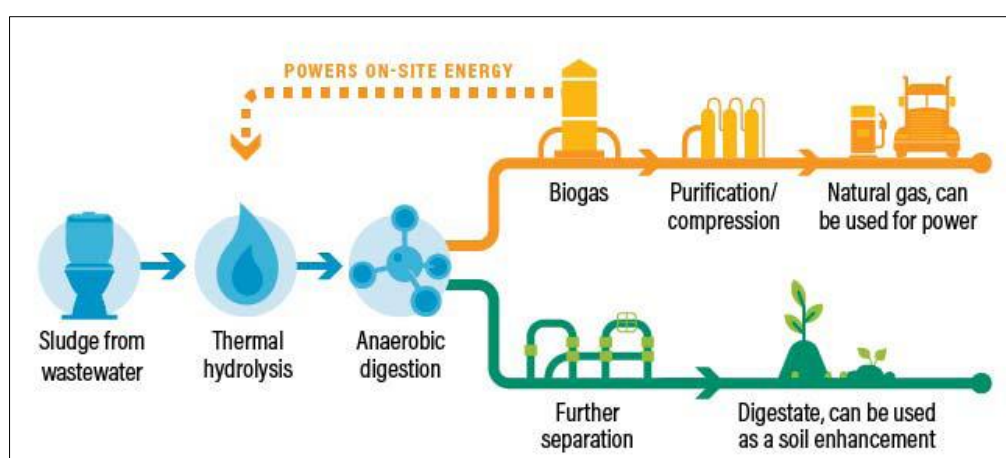 POWERS ON-SITE ENERGY
Biogas
Purification/
compression
Natural gas, can
be used for power
Sludge from
wastewater
Thermal
hydrolysis
Anaerobic
digestion
Further
separation
Digestate, can be used
as a soil enhancement